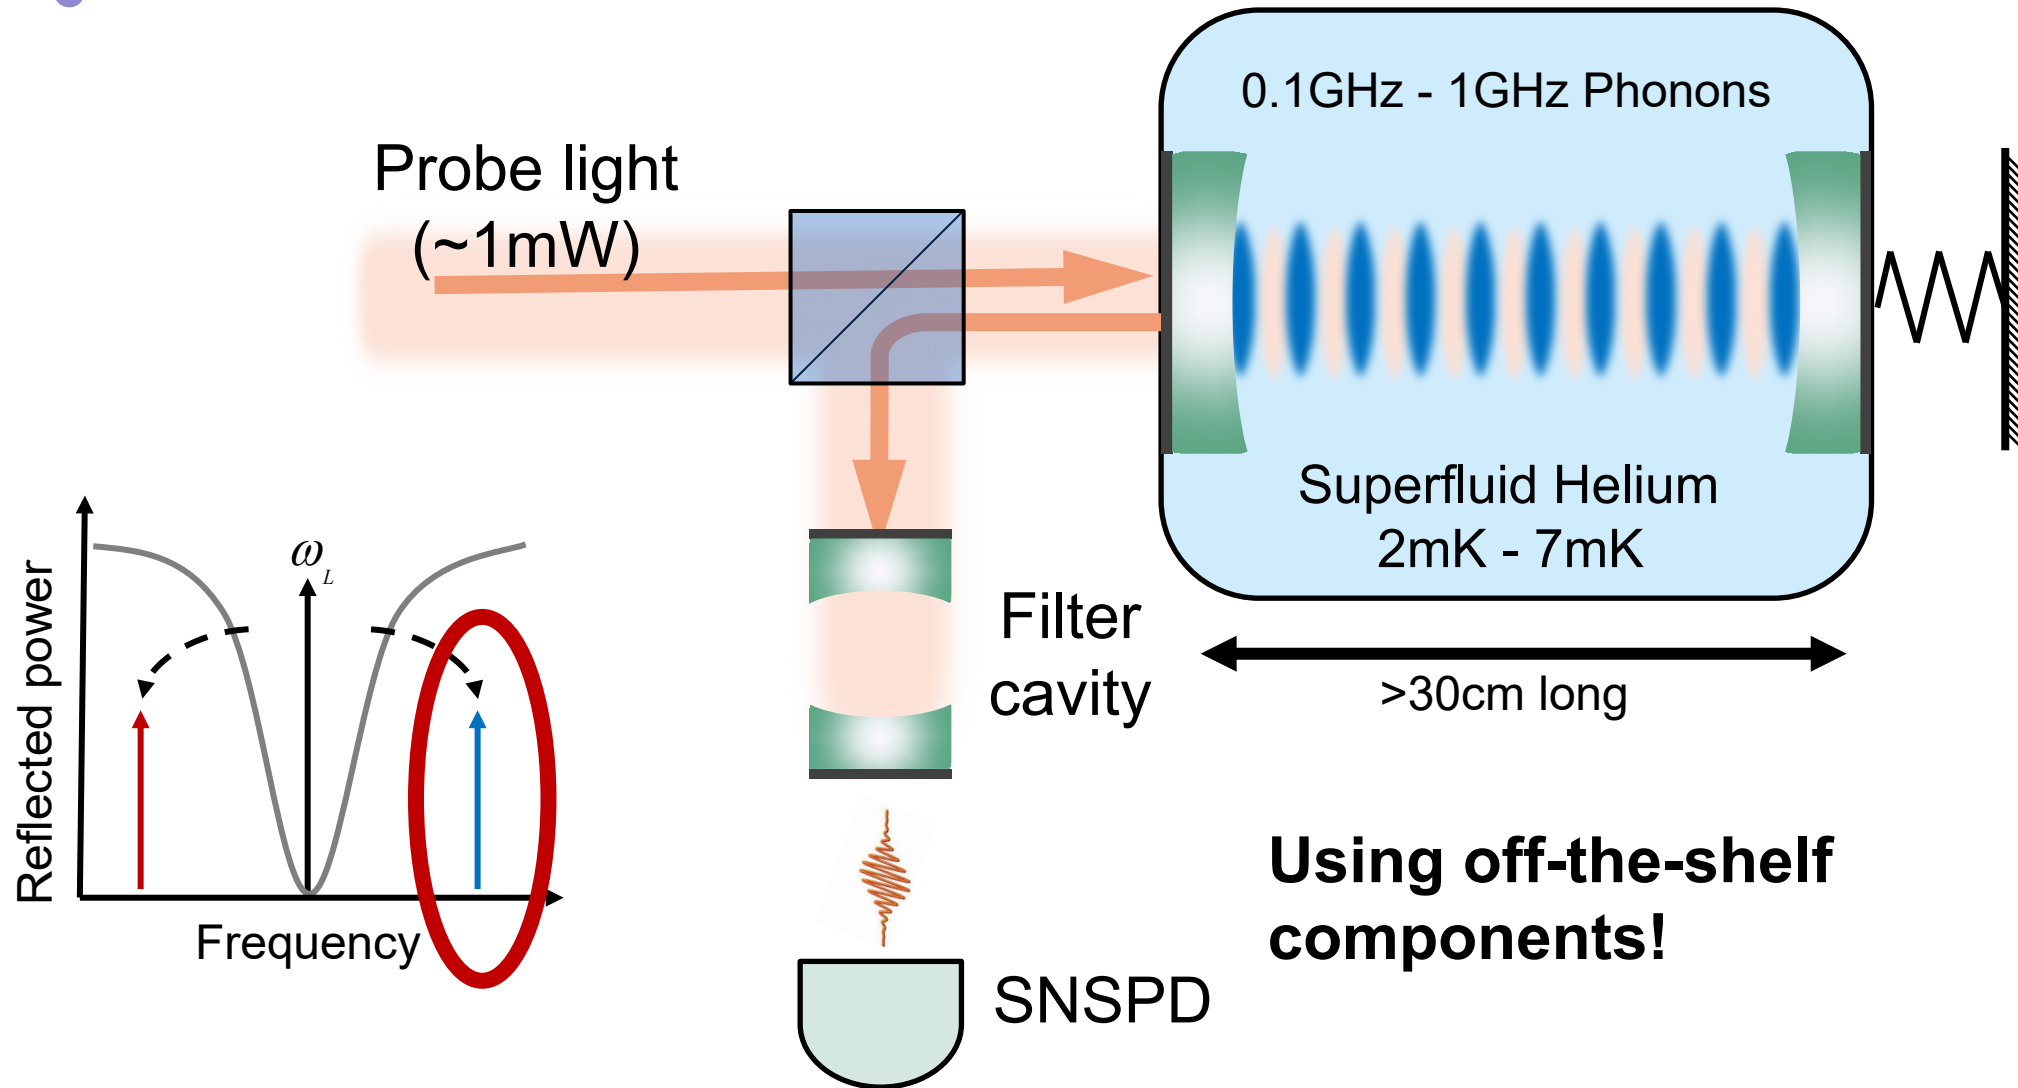 0.1GHz - 1GHz Phonons
Probe light
(~1mW)
Superfluid Helium
2mK - 7mK
>30cm long
Filter
cavity
ω_L
Reflected power
Frequency
Using off-the-shelf
components!
SNSPD